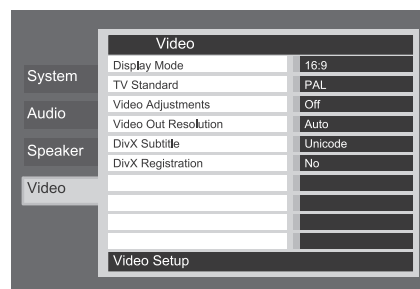 Video
System
Audio
Speaker
Video
Display Mode 16:9
TV Standard PAL
Video Adjustments Off
Video Out Resolution Auto
DivX Subtitle Unicode
DivX Registration No
Video Setup